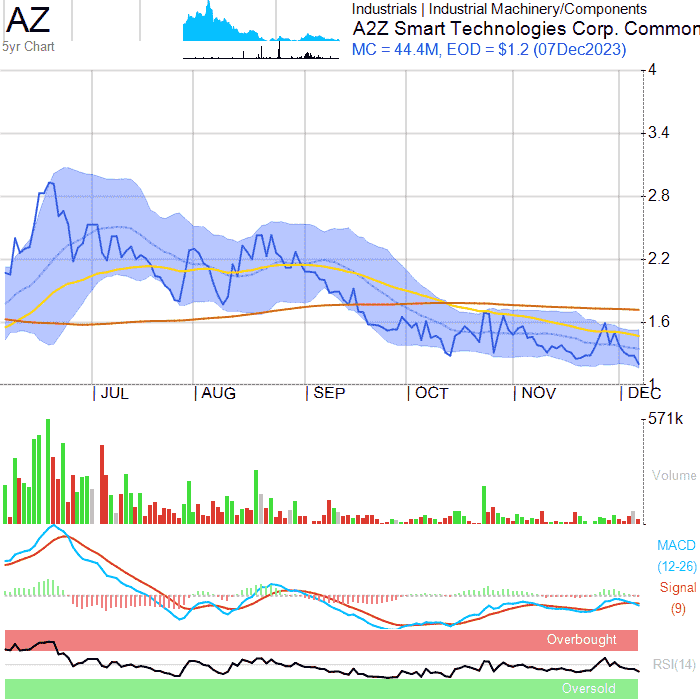 AZ
5yr Chart
Industrials | Industrial Machinery/Components
A2Z Smart Technologies Corp. Common
MC = 44.4M, EOD = $1.2 (07Dec2023)
4
3.4
2.8
2.2
1.6
1
| JUL | AUG | SEP | OCT | NOV | DEC
571k
Volume
MACD
(12-26)
Signal
(9)
Overbought
RSI(14)
Oversold